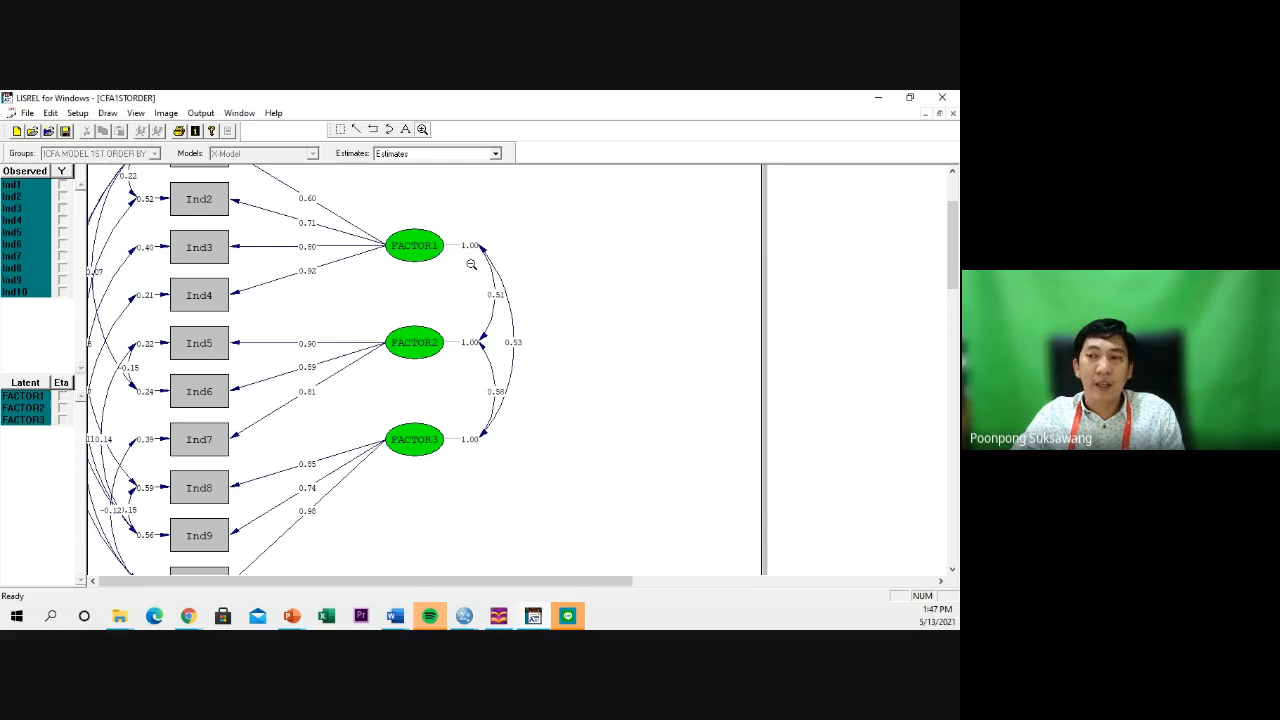 LISREL for Windows - [CFA1STORDER]
File Edit Setup Draw View Image Output Window Help
Groups: !CFA MODEL 1ST ORDER BY Models: X-Model Estimates: Estimates
Observed Y
Ind1
Ind2
Ind3
Ind4
Ind5
Ind6
Ind7
Ind8
Ind9
Ind10
Latent Eta
FACTOR1
FACTOR2
FACTOR3
0.22
0.52 Ind2 0.60
0.71
0.40 Ind3 0.80 FACTOR1 1.00
0.92
0.21 Ind4 0.51
0.22 Ind5 0.90 FACTOR2 1.00 0.53
-0.15 0.89
0.24 Ind6 0.81 0.58
0.39 Ind7 FACTOR3 1.00
0.85
0.59 Ind8 0.74
0.98
0.56 Ind9
Ready NUM
1:47 PM
5/13/2021
Poonpong Suksawang